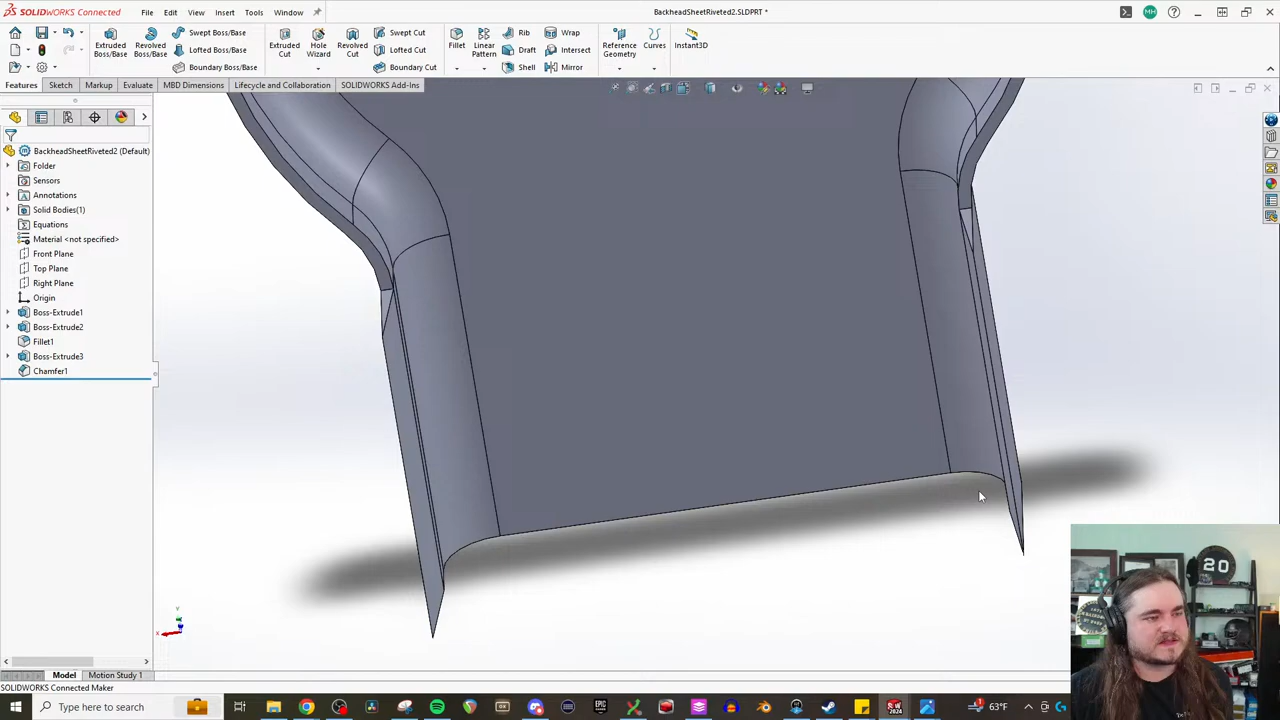 SOLIDWORKS Connected
File
Edit
View
Insert
Tools
Window
BackheadSheetRiveted2.SLDPRT *
MH
Extruded
Boss/Base
Revolved
Boss/Base
Swept Boss/Base
Lofted Boss/Base
Boundary Boss/Base
Extruded
Cut
Hole
Wizard
Revolved
Cut
Swept Cut
Lofted Cut
Boundary Cut
Fillet
Linear
Pattern
Rib
Draft
Shell
Wrap
Intersect
Mirror
Reference
Geometry
Curves
Instant3D
Features
Sketch
Markup
Evaluate
MBD Dimensions
Lifecycle and Collaboration
SOLIDWORKS Add-Ins
BackheadSheetRiveted2 (Default)
Folder
Sensors
Annotations
Solid Bodies(1)
Equations
Material <not specified>
Front Plane
Top Plane
Right Plane
Origin
Boss-Extrude1
Boss-Extrude2
Fillet1
Boss-Extrude3
Chamfer1
Y
X
20
Model
Motion Study 1
SOLIDWORKS Connected Maker
Type here to search
63°F